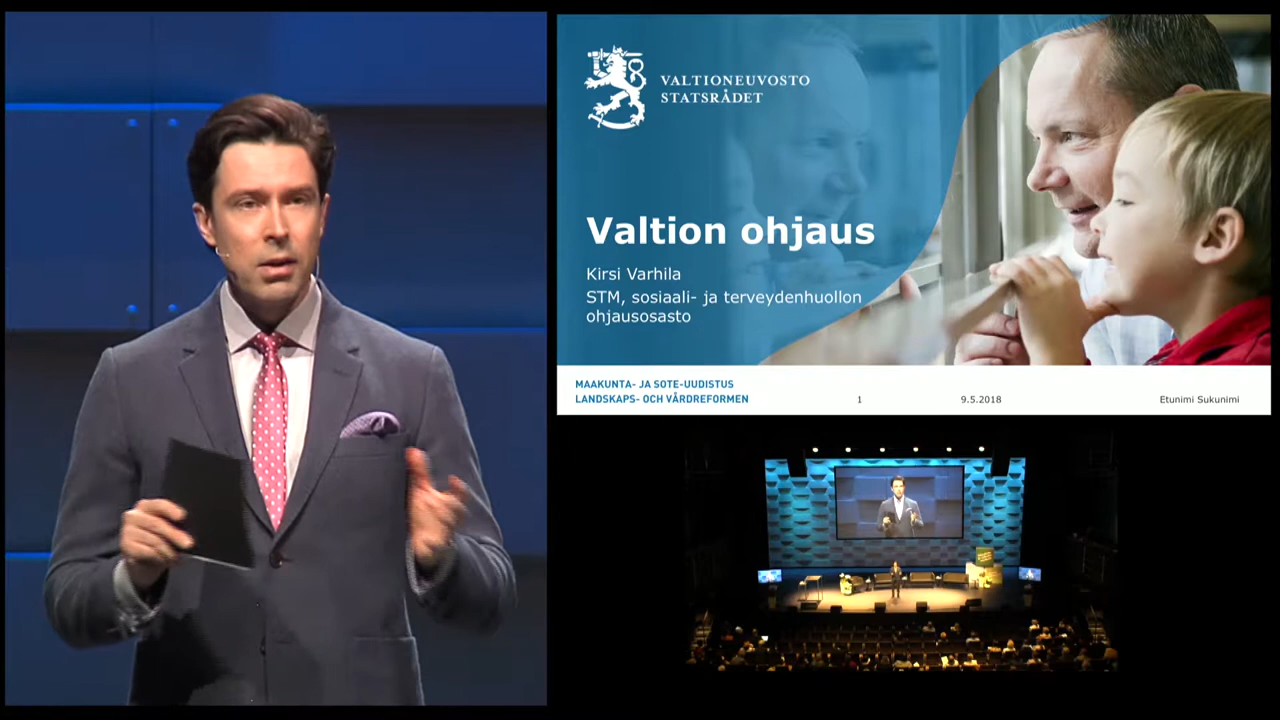 VALTIONEUVOSTO
STATSRÅDET
Valtion ohjaus
Kirsi Varhila
STM, sosiaali- ja terveydenhuollon
ohjausosasto
MAAKUNTA- JA SOTE-UUDISTUS
LANDSKAPS- OCH VÅRDREFORMEN
1
9.5.2018
Etunimi Sukunimi